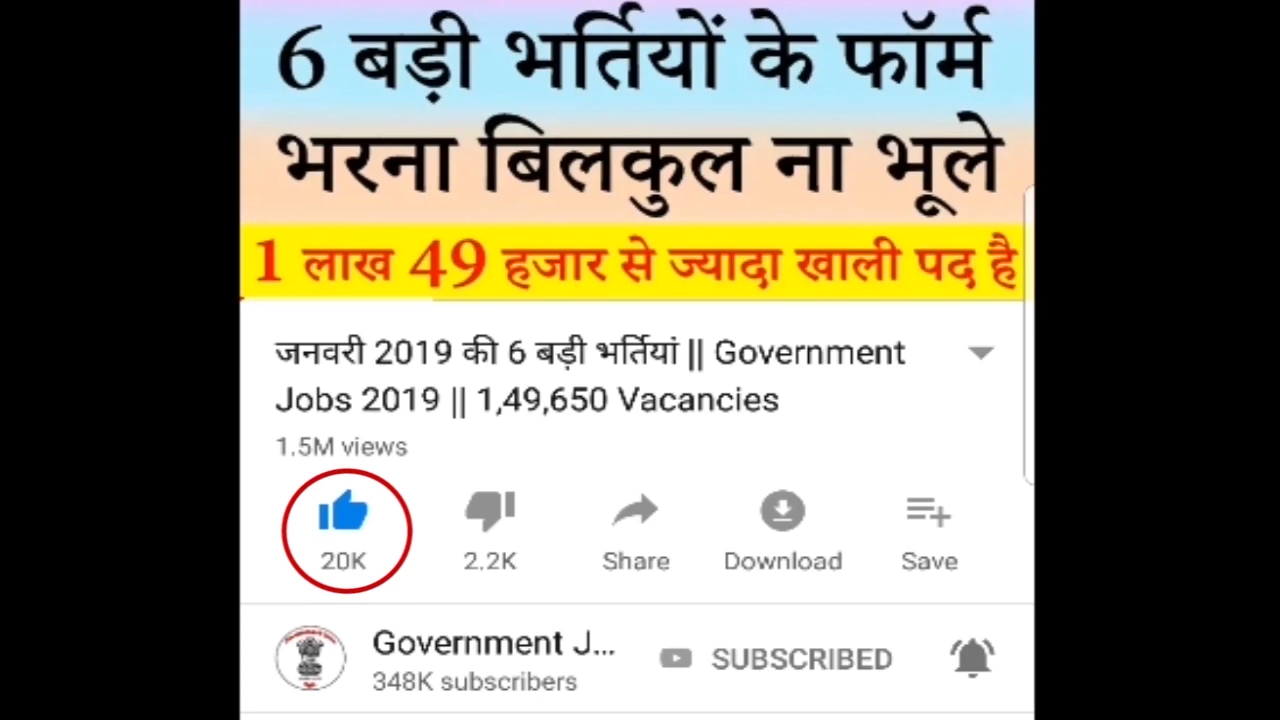 6 बड़ी भर्तियों के फॉर्म
भरना बिलकुल ना भूले
1 लाख 49 हजार से ज्यादा खाली पद है
जनवरी 2019 की 6 बड़ी भर्तियां || Government
Jobs 2019 || 1,49,650 Vacancies
1.5M views
20K 2.2K Share Download Save
Government J... SUBSCRIBED
348K subscribers